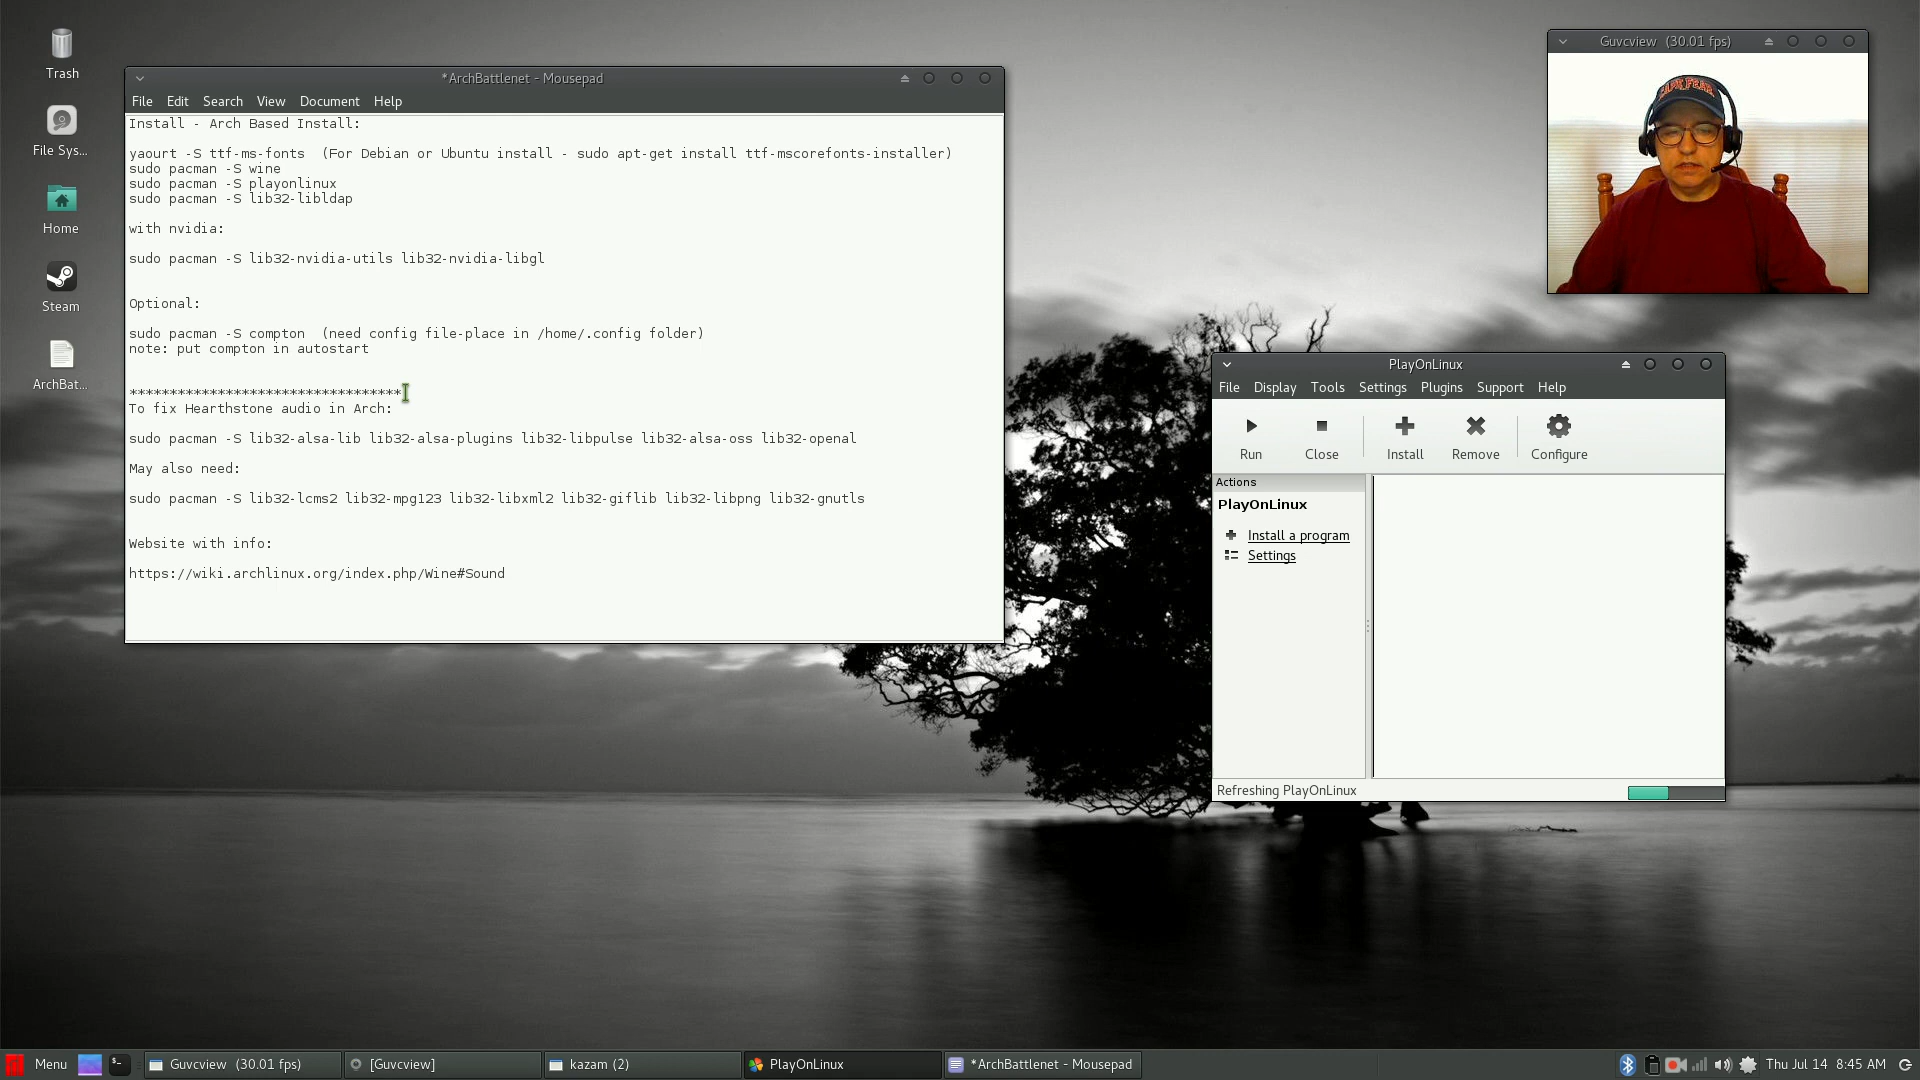 Trash
File Sys...
Home
Steam
ArchBat...
*ArchBattlenet - Mousepad
File Edit Search View Document Help
Install - Arch Based Install:
yaourt -S ttf-ms-fonts  (For Debian or Ubuntu install - sudo apt-get install ttf-mscorefonts-installer)
sudo pacman -S wine
sudo pacman -S playonlinux
sudo pacman -S lib32-libldap
with nvidia:
sudo pacman -S lib32-nvidia-utils lib32-nvidia-libgl
Optional:
sudo pacman -S compton  (need config file-place in /home/.config folder)
note: put compton in autostart
**********************************
To fix Hearthstone audio in Arch:
sudo pacman -S lib32-alsa-lib lib32-alsa-plugins lib32-libpulse lib32-alsa-oss lib32-openal
May also need:
sudo pacman -S lib32-lcms2 lib32-mpg123 lib32-libxml2 lib32-giflib lib32-libpng lib32-gnutls
Website with info:
https://wiki.archlinux.org/index.php/Wine#Sound
Guvcview (30.01 fps)
CAPE FEAR
PlayOnLinux
File Display Tools Settings Plugins Support Help
Run Close Install Remove Configure
Actions
PlayOnLinux
Install a program
Settings
Refreshing PlayOnLinux
Menu Guvcview (30.01 fps) [Guvcview] kazam (2) PlayOnLinux *ArchBattlenet - Mousepad Thu Jul 14 8:45 AM